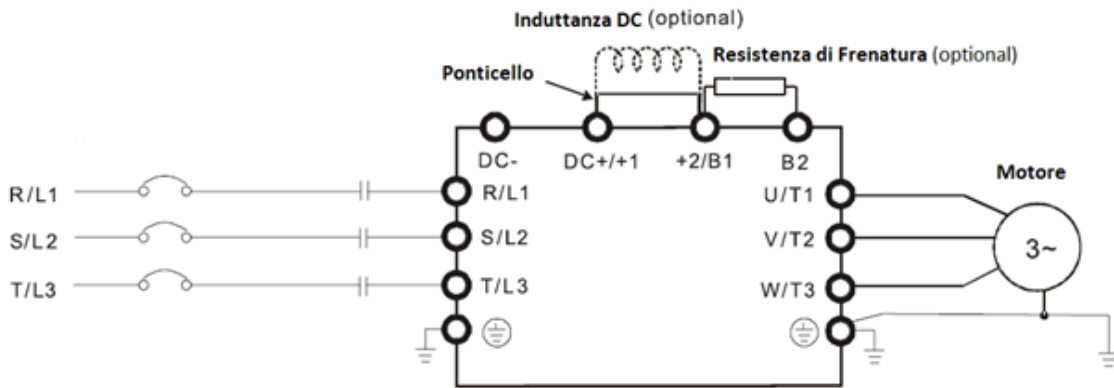 Induttanza DC (optional)
Resistenza di Frenatura (optional)
Ponticello
DC-
DC+/+1
+2/B1
B2
Motore
R/L1
R/L1
U/T1
S/L2
S/L2
V/T2
3~
T/L3
T/L3
W/T3